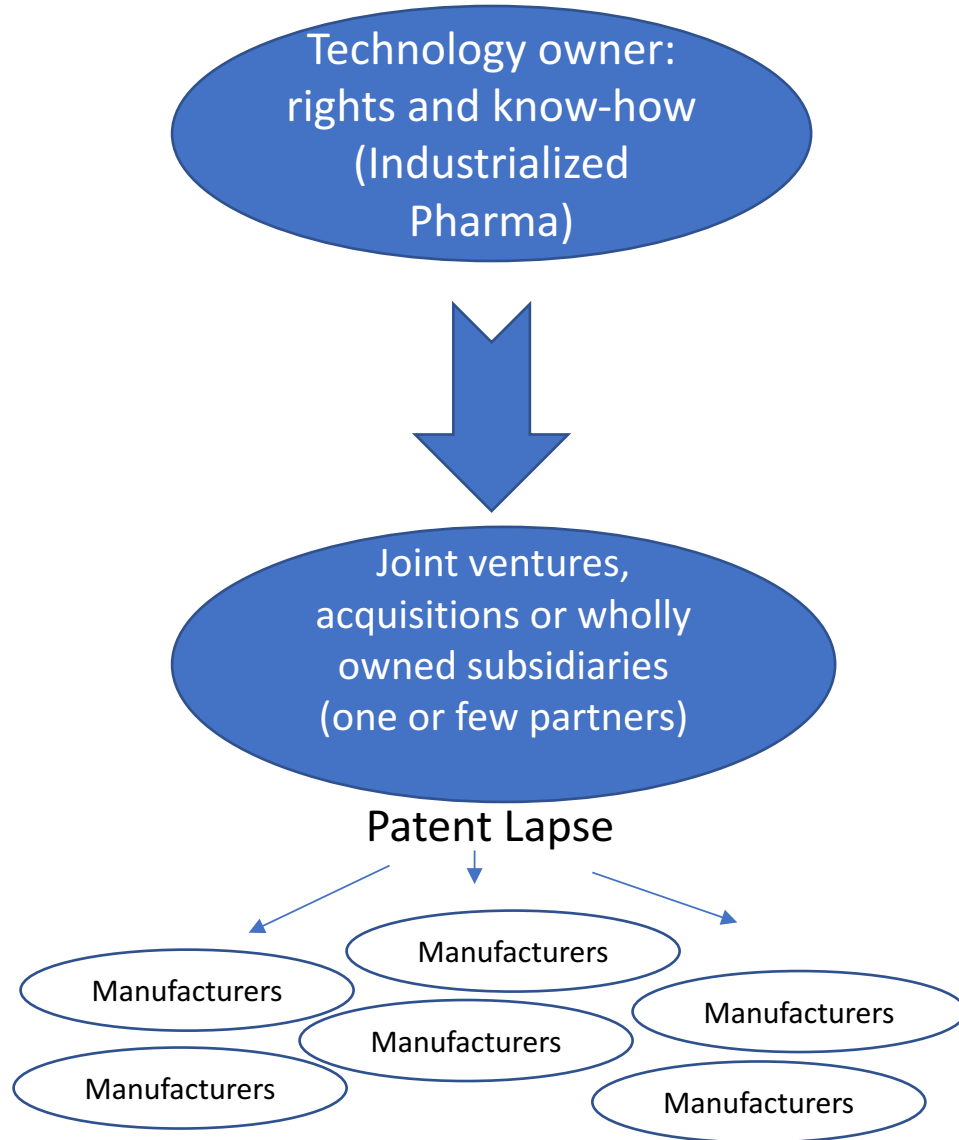 Technology owner:
rights and know-how
(Industrialized
Pharma)
Joint ventures,
acquisitions or wholly
owned subsidiaries
(one or few partners)
Patent Lapse
Manufacturers
Manufacturers
Manufacturers
Manufacturers
Manufacturers
Manufacturers